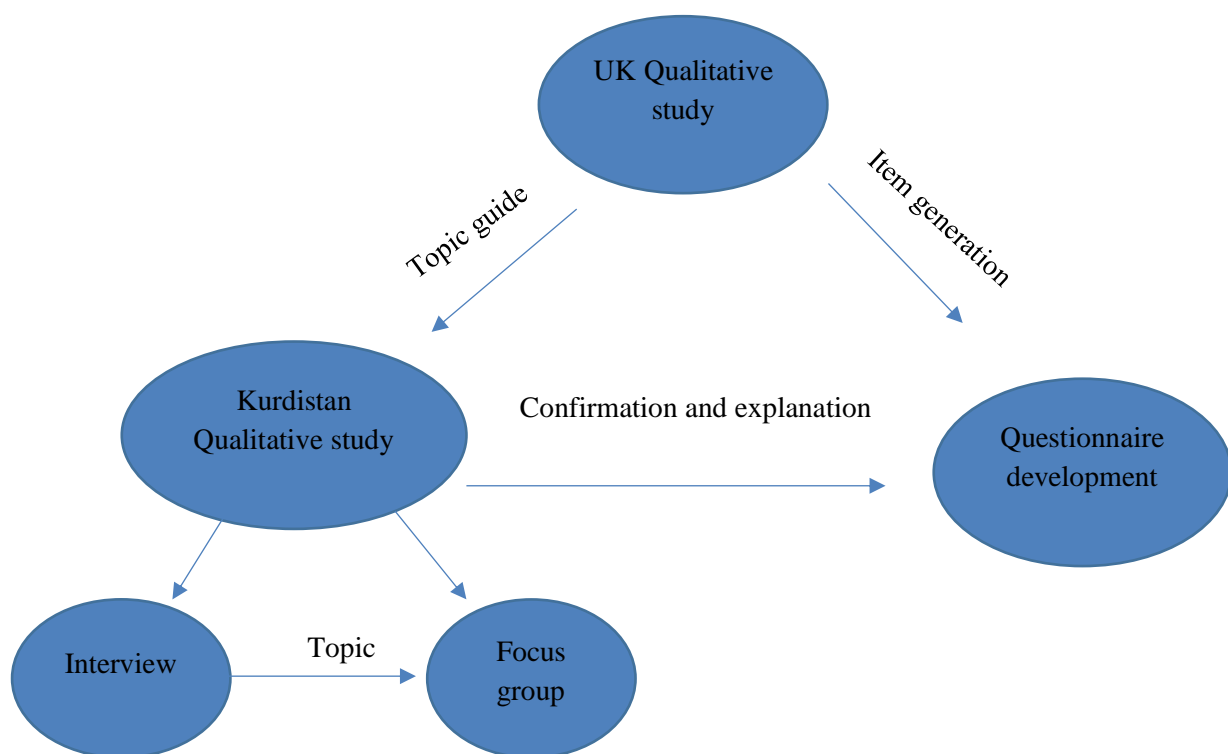 UK Qualitative
study
Topic guide
Item generation
Kurdistan
Qualitative study
Confirmation and explanation
Questionnaire
development
Interview
Topic
Focus
group